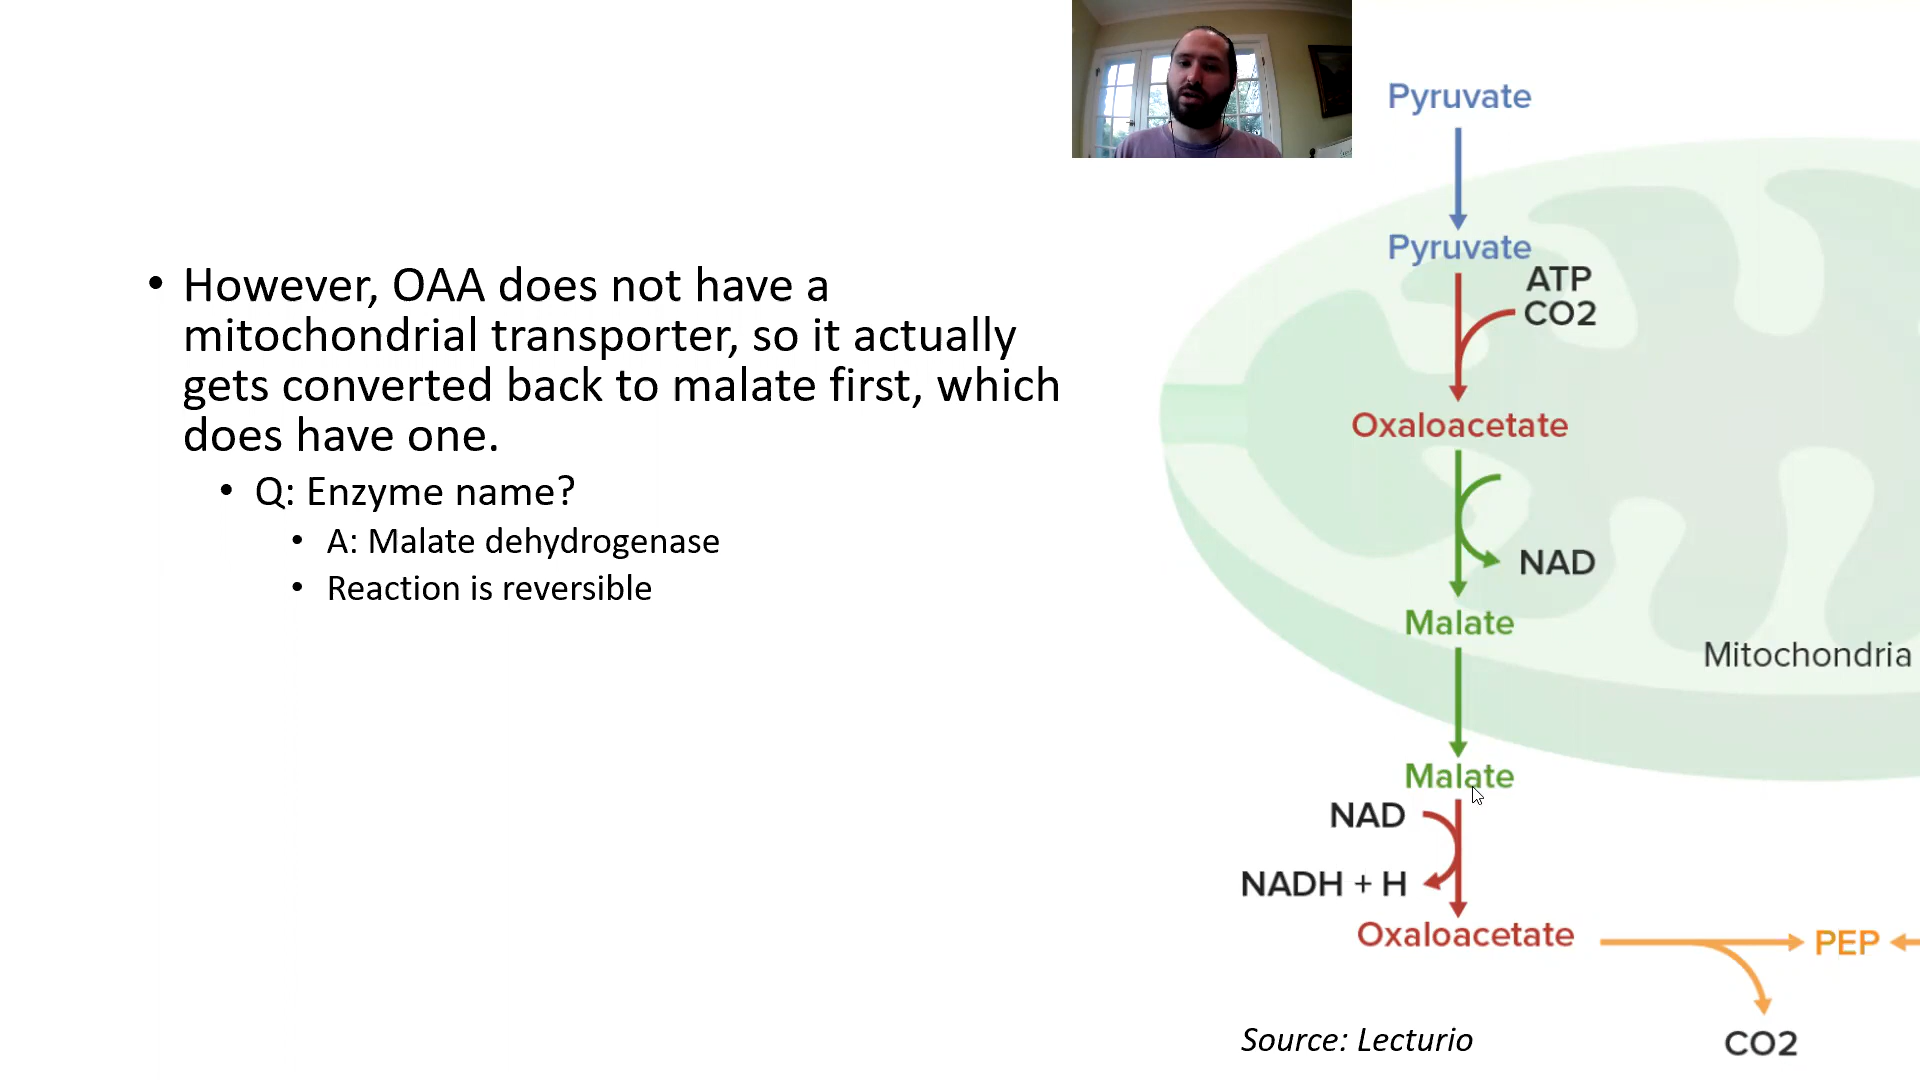 • However, OAA does not have a
mitochondrial transporter, so it actually
gets converted back to malate first, which
does have one.
• Q: Enzyme name?
• A: Malate dehydrogenase
• Reaction is reversible
Pyruvate
Pyruvate
ATP
CO2
Oxaloacetate
NAD
Malate
Mitochondria
Malate
NAD
NADH + H
Oxaloacetate
PEP
CO2
Source: Lecturio